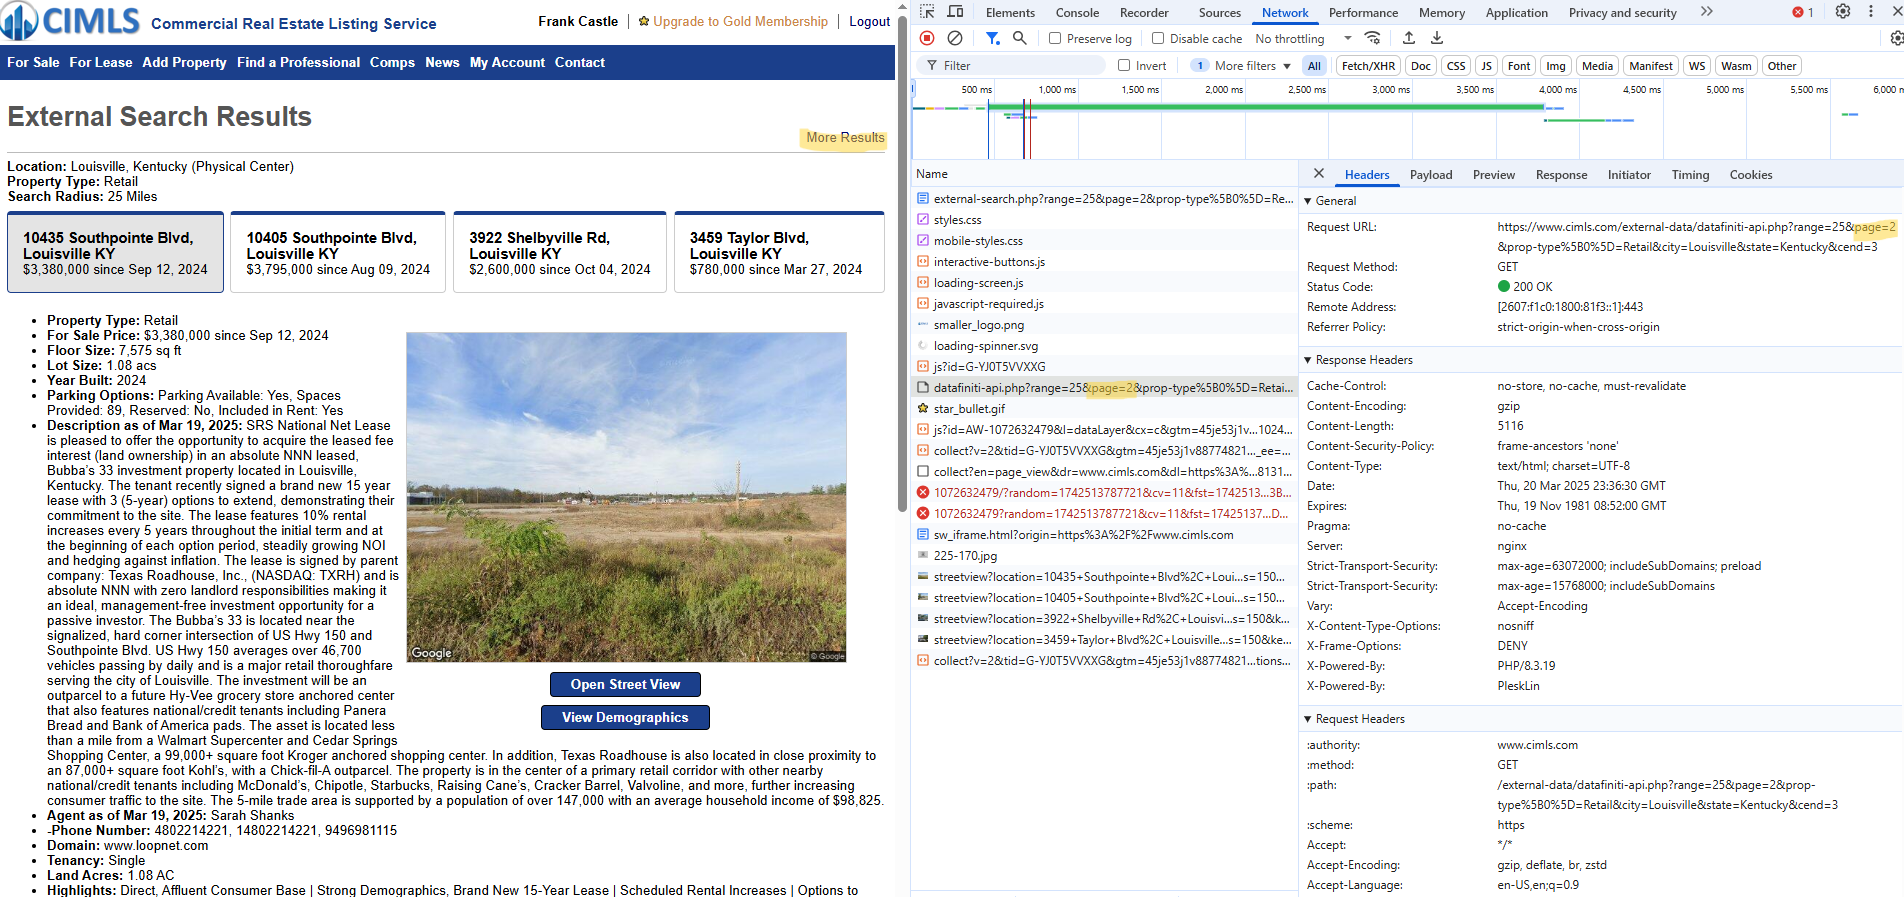 CIMLS
Commercial Real Estate Listing Service
Frank Castle
Upgrade to Gold Membership
Logout
For Sale For Lease Add Property Find a Professional Comps News My Account Contact
External Search Results
More Results
Location: Louisville, Kentucky (Physical Center)
Property Type: Retail
Search Radius: 25 Miles
10435 Southpointe Blvd,
Louisville KY
$3,380,000 since Sep 12, 2024
10405 Southpointe Blvd,
Louisville KY
$3,795,000 since Aug 09, 2024
3922 Shelbyville Rd,
Louisville KY
$2,600,000 since Oct 04, 2024
3459 Taylor Blvd,
Louisville KY
$780,000 since Mar 27, 2024
Property Type: Retail
For Sale Price: $3,380,000 since Sep 12, 2024
Floor Size: 7,575 sq ft
Lot Size: 1.08 acs
Year Built: 2024
Parking Options: Parking Available: Yes, Spaces
Provided: 89, Reserved: No, Included in Rent: Yes
Description as of Mar 19, 2025: SRS National Net Lease
is pleased to offer the opportunity to acquire the leased fee
interest (land ownership) in an absolute NNN leased,
Bubba's 33 investment property located in Louisville,
Kentucky. The tenant recently signed a brand new 15 year
lease with 3 (5-year) options to extend, demonstrating their
commitment to the site. The lease features 10% rental
increases every 5 years throughout the initial term and at
the beginning of each option period, steadily growing NOI
and hedging against inflation. The lease is signed by parent
company: Texas Roadhouse, Inc., (NASDAQ: TXRH) and is
absolute NNN with zero landlord responsibilities making it
an ideal, management-free investment opportunity for a
passive investor. The Bubba's 33 is located near the
signalized, hard corner intersection of US Hwy 150 and
Southpointe Blvd. US Hwy 150 averages over 46,700
vehicles passing by daily and is a major retail thoroughfare
serving the city of Louisville. The investment will be an
outparcel to a future Hy-Vee grocery store anchored center
that also features national/credit tenants including Panera
Bread and Bank of America pads. The asset is located less
than a mile from a Walmart Supercenter and Cedar Springs
Shopping Center, a 99,000+ square foot Kroger anchored shopping center. In addition, Texas Roadhouse is also located in close proximity to
an 87,000+ square foot Kohl's, with a Chick-fil-A outparcel. The property is in the center of a primary retail corridor with other nearby
national/credit tenants including McDonald's, Chipotle, Starbucks, Raising Cane's, Cracker Barrel, Valvoline, and more, further increasing
consumer traffic to the site. The 5-mile trade area is supported by a population of over 147,000 with an average household income of $98,825.
Agent as of Mar 19, 2025: Sarah Shanks
-Phone Number: 4802214221, 14802214221, 9496981115
Domain: www.loopnet.com
Tenancy: Single
Land Acres: 1.08 AC
Highlights: Direct, Affluent Consumer Base | Strong Demographics, Brand New 15-Year Lease | Scheduled Rental Increases | Options to
Google
© Google
Open Street View
View Demographics
Elements Console Recorder Sources Network Performance Memory Application Privacy and security
1
Preserve log Disable cache No throttling
Filter Invert 1 More filters All Fetch/XHR Doc CSS JS Font Img Media Manifest WS Wasm Other
500 ms 1,000 ms 1,500 ms 2,000 ms 2,500 ms 3,000 ms 3,500 ms 4,000 ms 4,500 ms 5,000 ms 5,500 ms 6,000 m
Name
external-search.php?range=25&page=2&prop-type%5B0%5D=Re...
styles.css
mobile-styles.css
interactive-buttons.js
loading-screen.js
javascript-required.js
smaller_logo.png
loading-spinner.svg
js?id=G-YJ0T5VVXXG
datafiniti-api.php?range=25&page=2&prop-type%5B0%5D=Retai...
star_bullet.gif
js?id=AW-1072632479&l=dataLayer&cx=c&gtm=45je53j1v...1024...
collect?v=2&tid=G-YJ0T5VVXXG&gtm=45je53j1v88774821..._ee=...
collect?en=page_view&dr=www.cimls.com&dl=https%3A%...8131...
1072632479/?random=1742513787721&cv=11&fst=1742513...3B...
1072632479?random=1742513787721&cv=11&fst=17425137...D...
sw_iframe.html?origin=https%3A%2F%2Fwww.cimls.com
225-170.jpg
streetview?location=10435+Southpointe+Blvd%2C+Loui...s=150...
streetview?location=10405+Southpointe+Blvd%2C+Loui...s=150...
streetview?location=3922+Shelbyville+Rd%2C+Louisvi...s=150&ke...
streetview?location=3459+Taylor+Blvd%2C+Louisville...s=150&ke...
collect?v=2&tid=G-YJ0T5VVXXG&gtm=45je53j1v88774821...tions...
Headers Payload Preview Response Initiator Timing Cookies
General
Request URL: https://www.cimls.com/external-data/datafiniti-api.php?range=25&page=2
&prop-type%5B0%5D=Retail&city=Louisville&state=Kentucky&cend=3
Request Method: GET
Status Code: 200 OK
Remote Address: [2607:f1c0:1800:81f3::1]:443
Referrer Policy: strict-origin-when-cross-origin
Response Headers
Cache-Control: no-store, no-cache, must-revalidate
Content-Encoding: gzip
Content-Length: 5116
Content-Security-Policy: frame-ancestors 'none'
Content-Type: text/html; charset=UTF-8
Date: Thu, 20 Mar 2025 23:36:30 GMT
Expires: Thu, 19 Nov 1981 08:52:00 GMT
Pragma: no-cache
Server: nginx
Strict-Transport-Security: max-age=63072000; includeSubDomains; preload
Strict-Transport-Security: max-age=15768000; includeSubDomains
Vary: Accept-Encoding
X-Content-Type-Options: nosniff
X-Frame-Options: DENY
X-Powered-By: PHP/8.3.19
X-Powered-By: PleskLin
Request Headers
:authority: www.cimls.com
:method: GET
:path: /external-data/datafiniti-api.php?range=25&page=2&prop-
type%5B0%5D=Retail&city=Louisville&state=Kentucky&cend=3
:scheme: https
Accept: */*
Accept-Encoding: gzip, deflate, br, zstd
Accept-Language: en-US,en;q=0.9